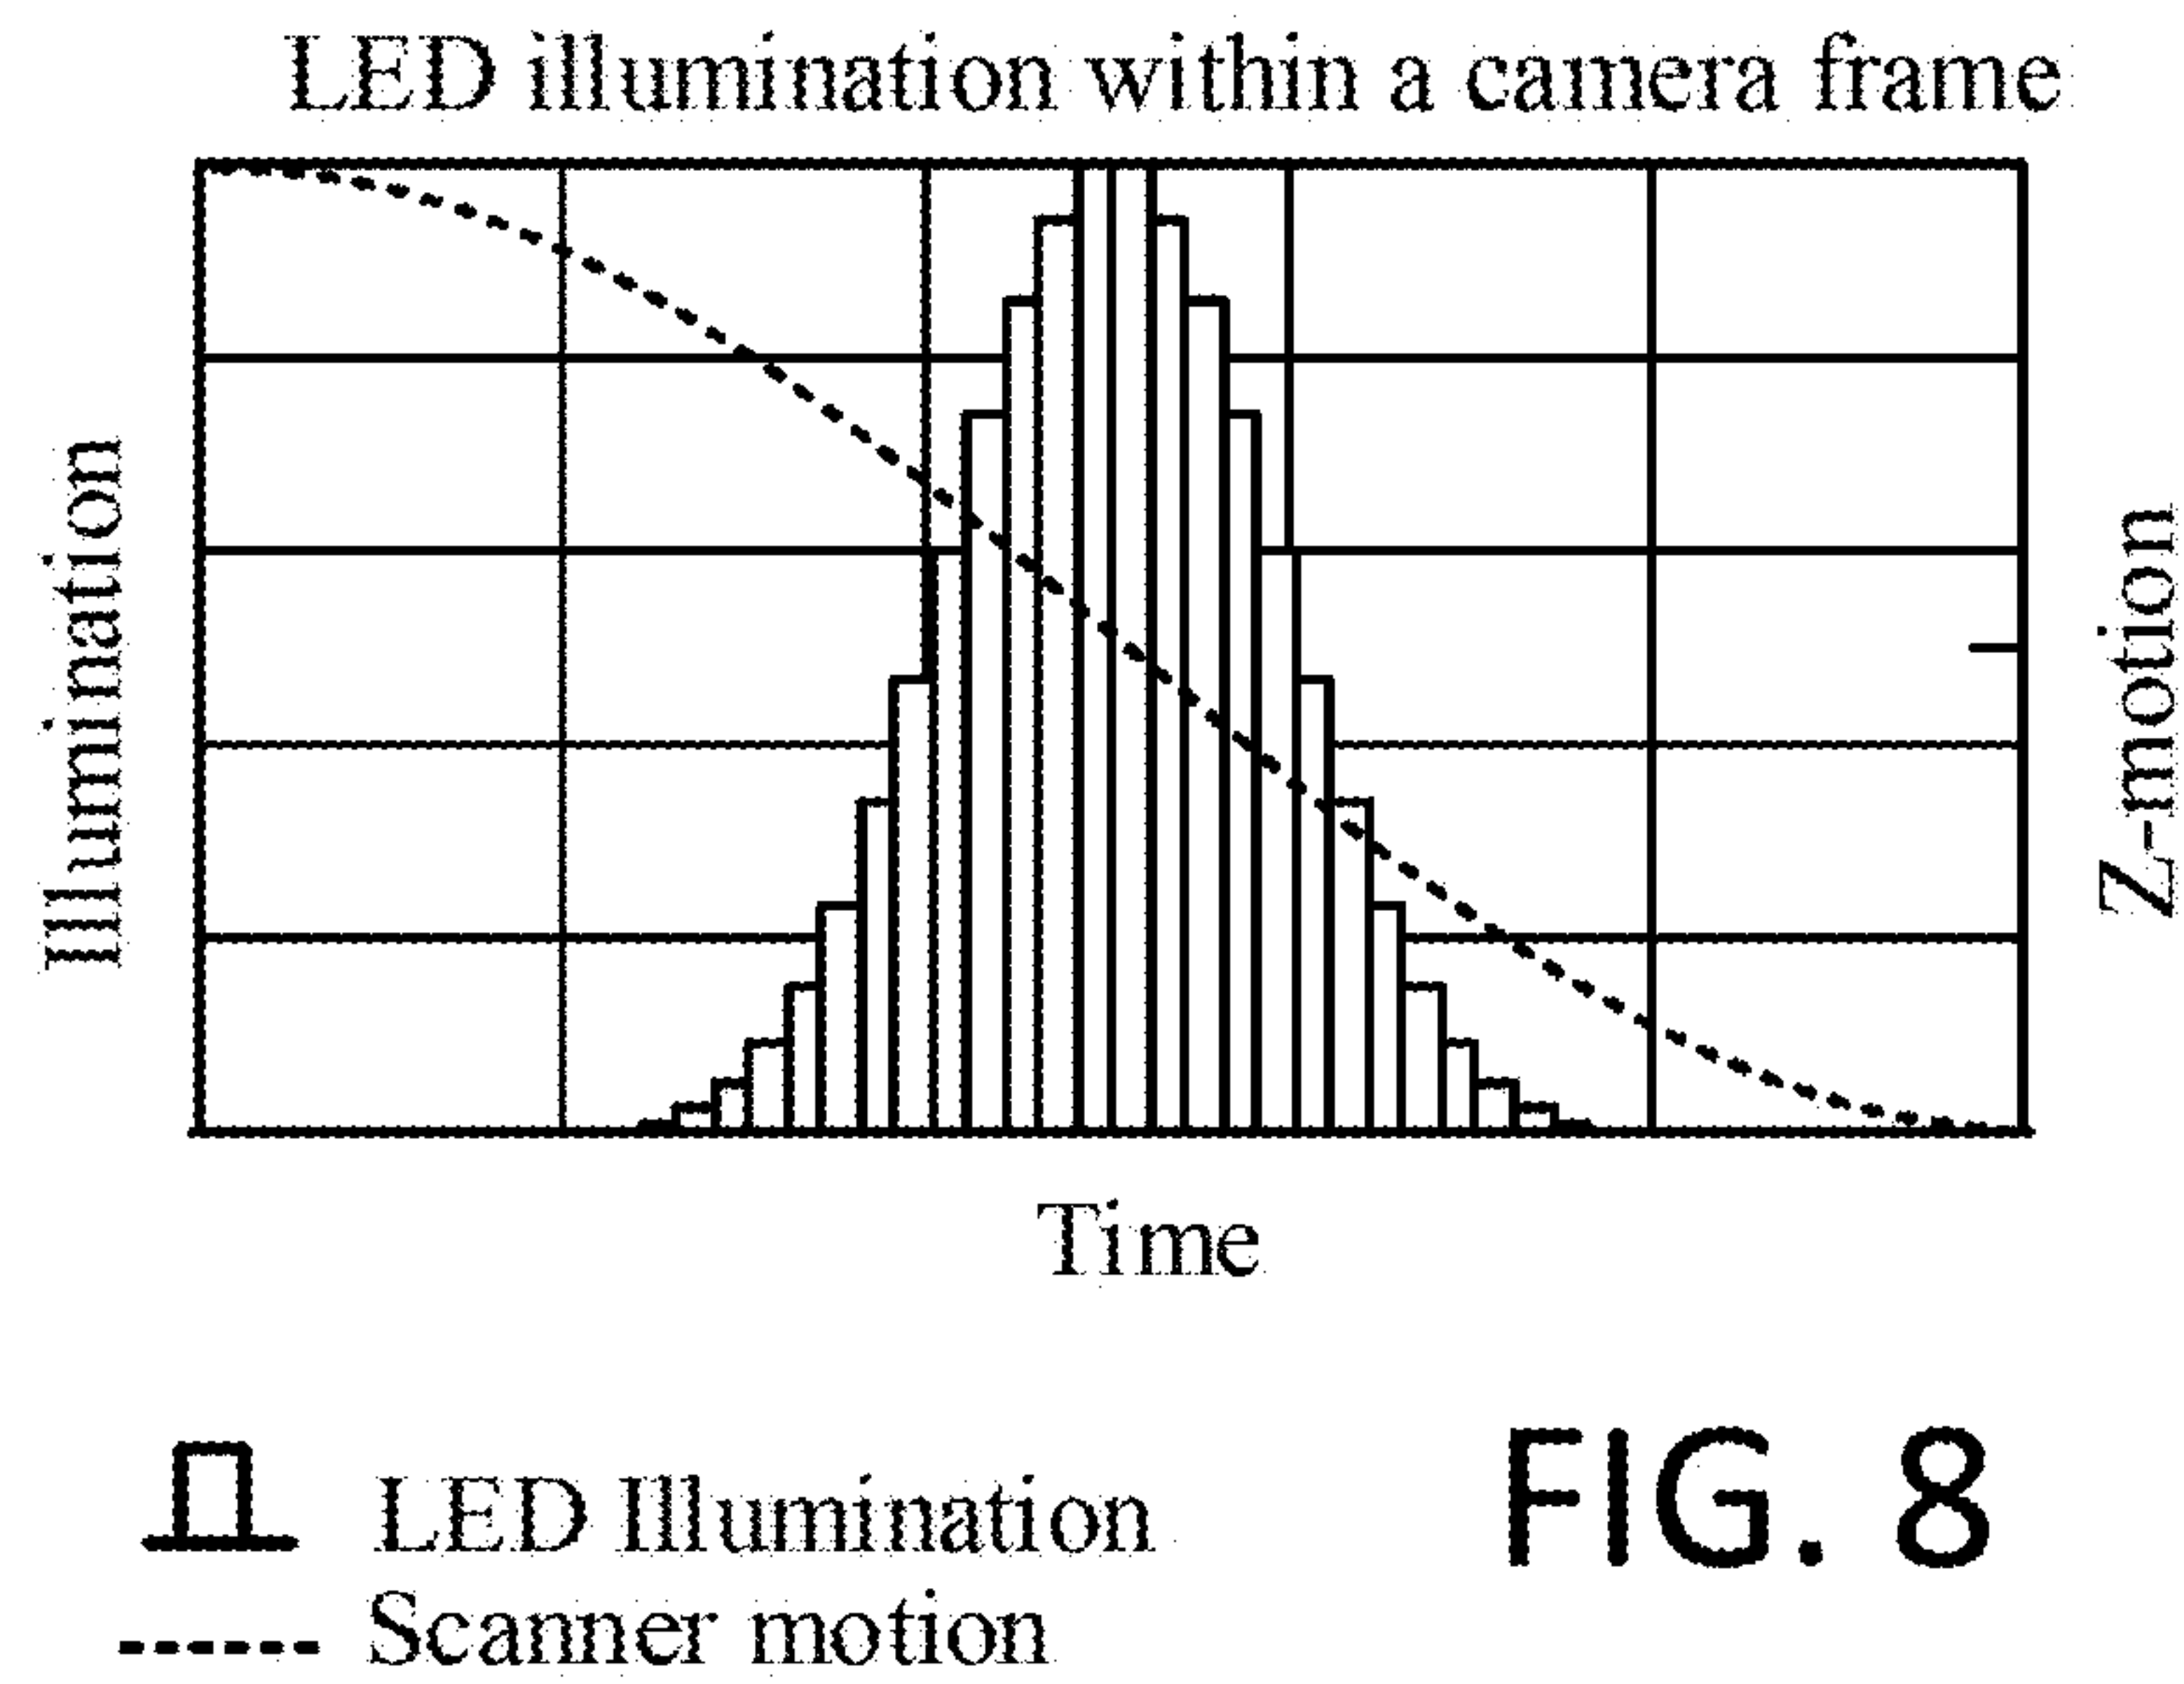 LED illumination within a camera frame
Illumination
Z-motion
Time
LED Illumination
Scanner motion
FIG. 8